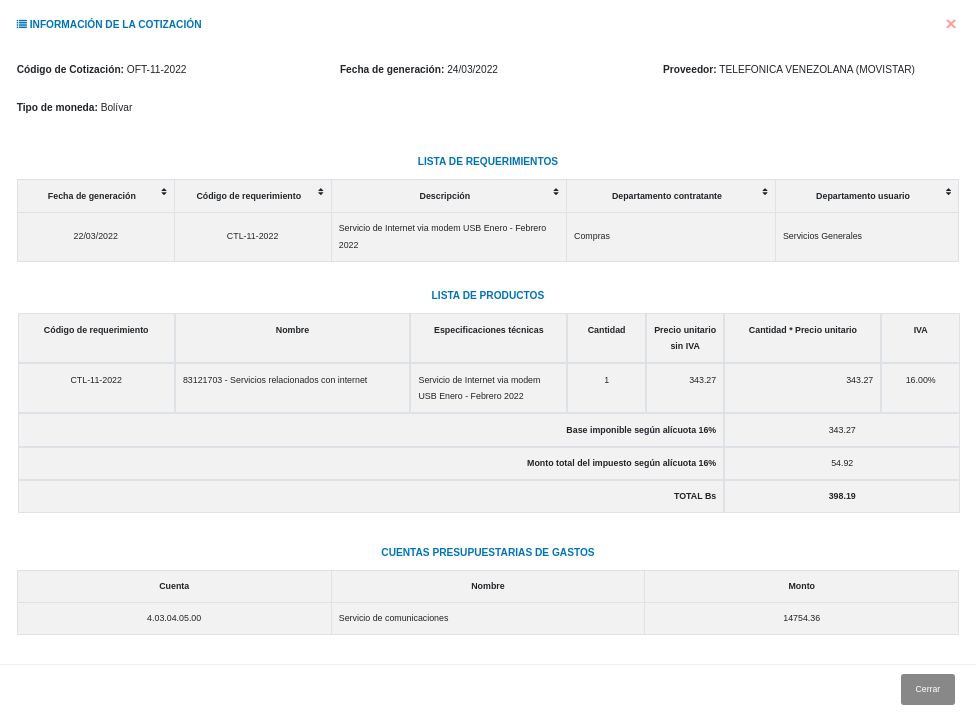 INFORMACIÓN DE LA COTIZACIÓN
Código de Cotización: OFT-11-2022 Fecha de generación: 24/03/2022 Proveedor: TELEFONICA VENEZOLANA (MOVISTAR)
Tipo de moneda: Bolívar
LISTA DE REQUERIMIENTOS
Fecha de generación Código de requerimiento Descripción Departamento contratante Departamento usuario
22/03/2022 CTL-11-2022 Servicio de Internet via modem USB Enero - Febrero Compras Servicios Generales
2022
LISTA DE PRODUCTOS
Código de requerimiento Nombre Especificaciones técnicas Cantidad Precio unitario Cantidad * Precio unitario IVA
sin IVA
CTL-11-2022 83121703 - Servicios relacionados con internet Servicio de Internet via modem 1 343.27 343.27 16.00%
USB Enero - Febrero 2022
Base imponible según alícuota 16% 343.27
Monto total del impuesto según alícuota 16% 54.92
TOTAL Bs 398.19
CUENTAS PRESUPUESTARIAS DE GASTOS
Cuenta Nombre Monto
4.03.04.05.00 Servicio de comunicaciones 14754.36
Cerrar